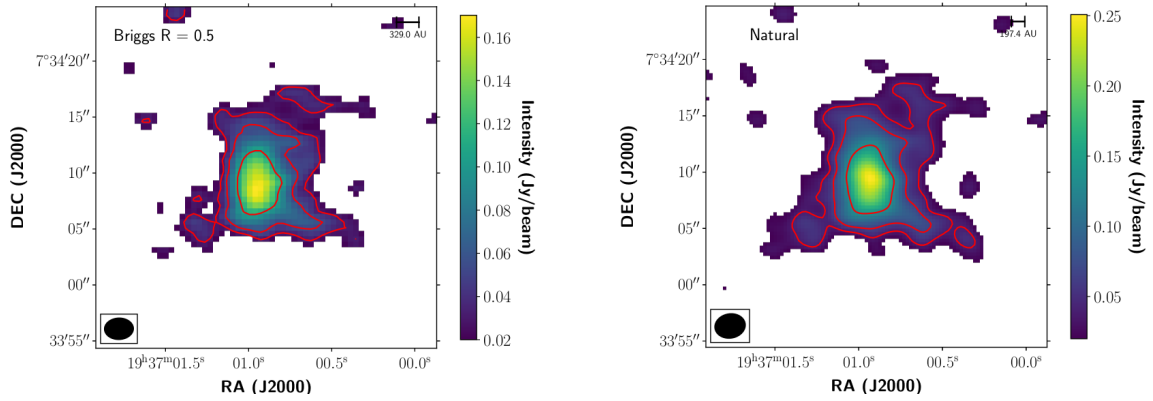 Briggs R = 0.5
329.0 AU
7°34′20″
15″
10″
05″
00″
33′55″
DEC (J2000)
19ʰ37ᵐ01.5ˢ
01.0ˢ
00.5ˢ
00.0ˢ
RA (J2000)
0.16
0.14
0.12
0.10
0.08
0.06
0.04
0.02
Intensity (Jy/beam)
Natural
197.4 AU
7°34′20″
15″
10″
05″
00″
33′55″
DEC (J2000)
19ʰ37ᵐ01.5ˢ
01.0ˢ
00.5ˢ
00.0ˢ
RA (J2000)
0.25
0.20
0.15
0.10
0.05
Intensity (Jy/beam)